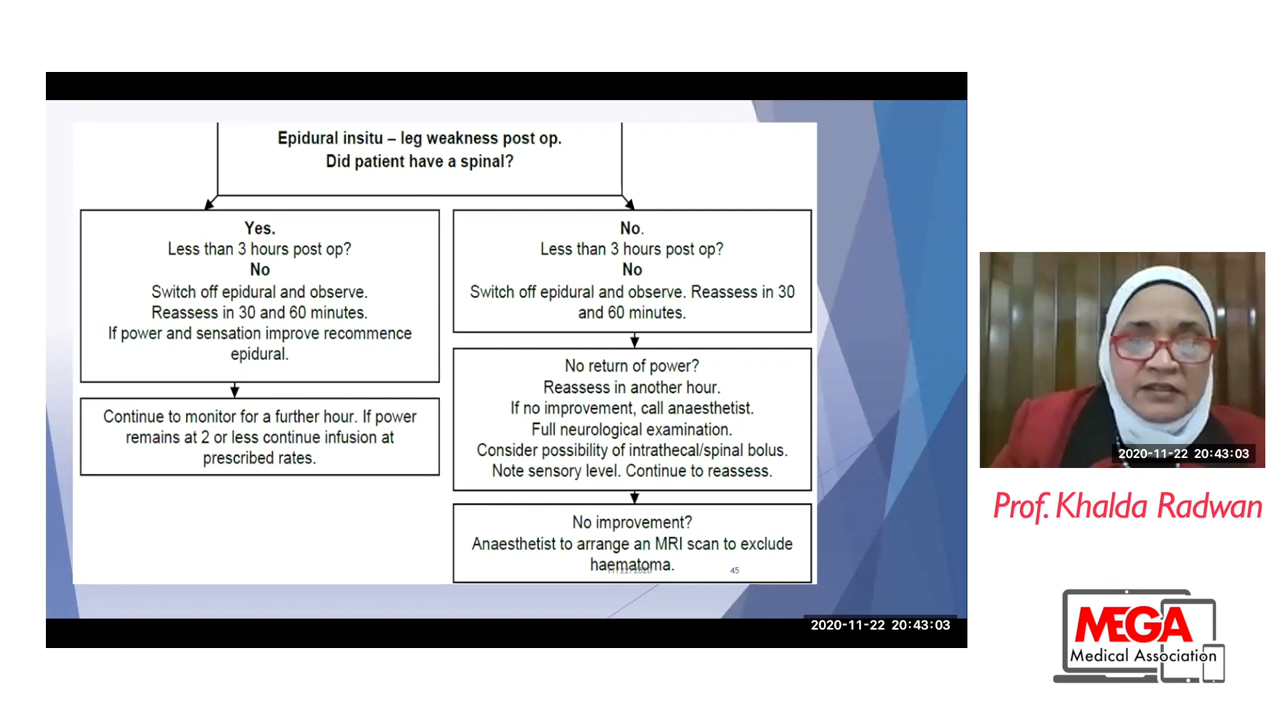 Epidural insitu – leg weakness post op.
Did patient have a spinal?
Yes.
Less than 3 hours post op?
No
Switch off epidural and observe.
Reassess in 30 and 60 minutes.
If power and sensation improve recommence
epidural.
Continue to monitor for a further hour. If power
remains at 2 or less continue infusion at
prescribed rates.
No.
Less than 3 hours post op?
No
Switch off epidural and observe. Reassess in 30
and 60 minutes.
No return of power?
Reassess in another hour.
If no improvement, call anaesthetist.
Full neurological examination.
Consider possibility of intrathecal/spinal bolus.
Note sensory level. Continue to reassess.
No improvement?
Anaesthetist to arrange an MRI scan to exclude
haematoma.
45
2020-11-22 20:43:03
2020-11-22 20:43:03
Prof. Khalda Radwan
MEGA
Medical Association